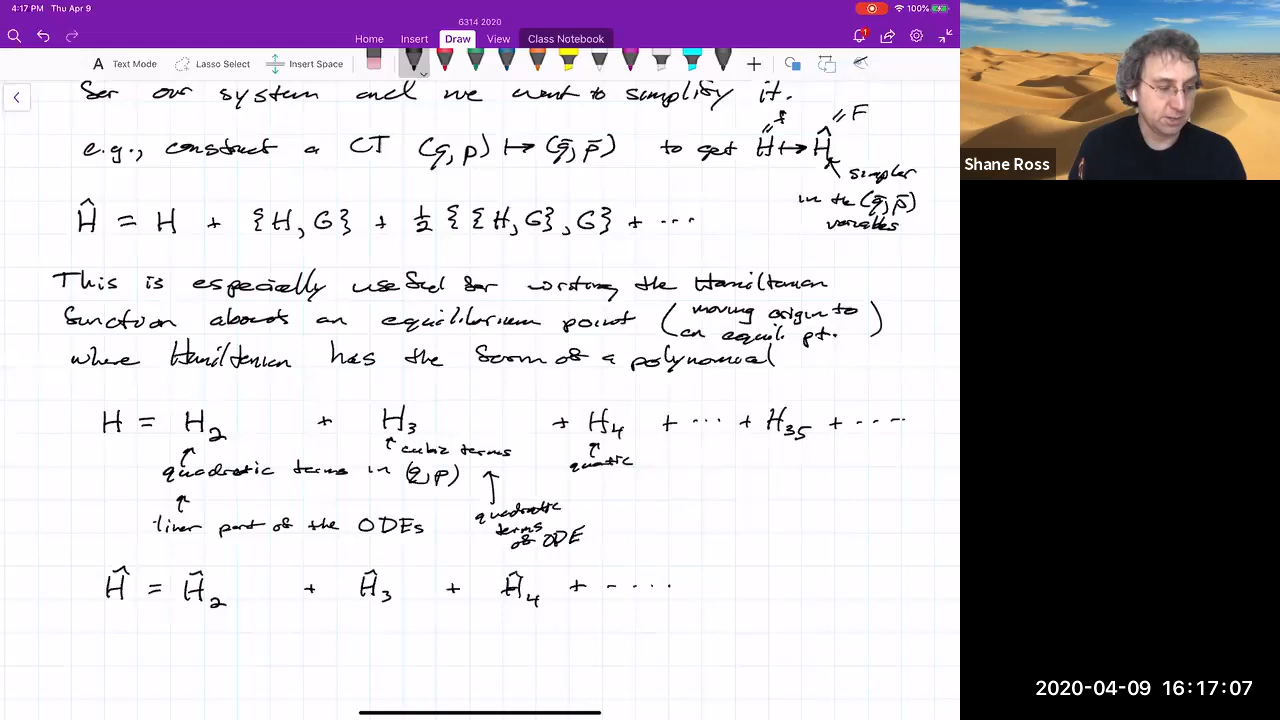 4:17 PM Thu Apr 9
100%
6314 2020
Home Insert Draw View Class Notebook
Text Mode Lasso Select Insert Space
for our system and we want to simplify it.
e.g., construct a CT (q,p) ↦ (q̄,p̄) to get H ↦ Ĥ
= F
simpler
in the (q̄,p̄)
variables
Ĥ = H + {H,G} + ½ {{H,G},G} + ...
This is especially useful for writing the Hamiltonian
function about an equilibrium point (moving origin to
an equil. pt.)
where Hamiltonian has the form of a polynomial
H = H₂ + H₃ + H₄ + ... + H₃₅ + ....
↑ cubic terms
↑ quartic
quadratic terms in (q,p)
↑ linear part of the ODEs
↑ quadratic
terms
of ODE
Ĥ = Ĥ₂ + Ĥ₃ + Ĥ₄ + ....
Shane Ross
2020-04-09 16:17:07